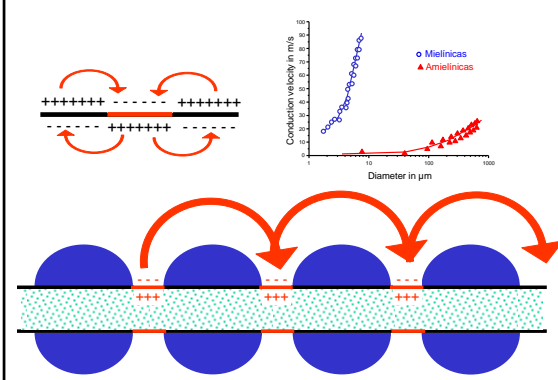 +++++++ - - - - - - +++++++
- - - - - - +++++++ - - - - - -
Conduction velocity in m/s
100
90
80
70
60
50
40
30
20
10
0
1 10 100 1000
Diameter in µm
Mielínicas
Amielínicas
- - - - - - - - -
+++ +++ +++